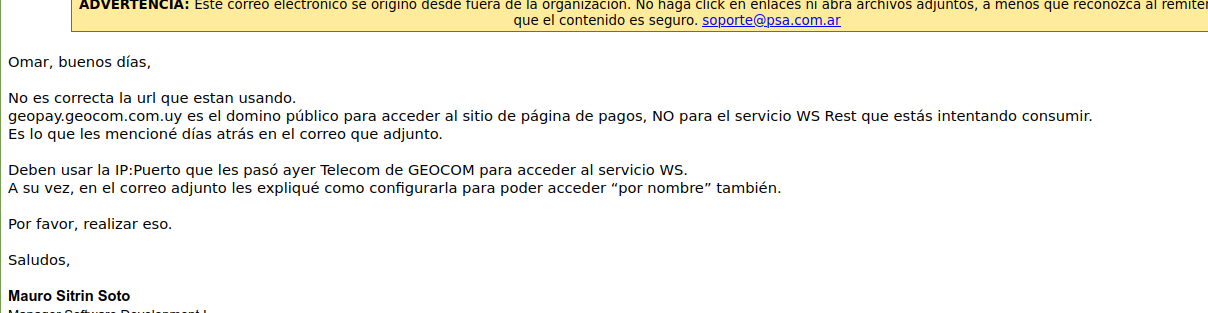 ADVERTENCIA: Este correo electrónico se originó desde fuera de la organización. No haga click en enlaces ni abra archivos adjuntos, a menos que reconozca al remiten
que el contenido es seguro. soporte@psa.com.ar
Omar, buenos días,
No es correcta la url que estan usando.
geopay.geocom.com.uy es el domino público para acceder al sitio de página de pagos, NO para el servicio WS Rest que estás intentando consumir.
Es lo que les mencioné días atrás en el correo que adjunto.
Deben usar la IP:Puerto que les pasó ayer Telecom de GEOCOM para acceder al servicio WS.
A su vez, en el correo adjunto les expliqué como configurarla para poder acceder “por nombre” también.
Por favor, realizar eso.
Saludos,
Mauro Sitrin Soto
Manager Software Development I